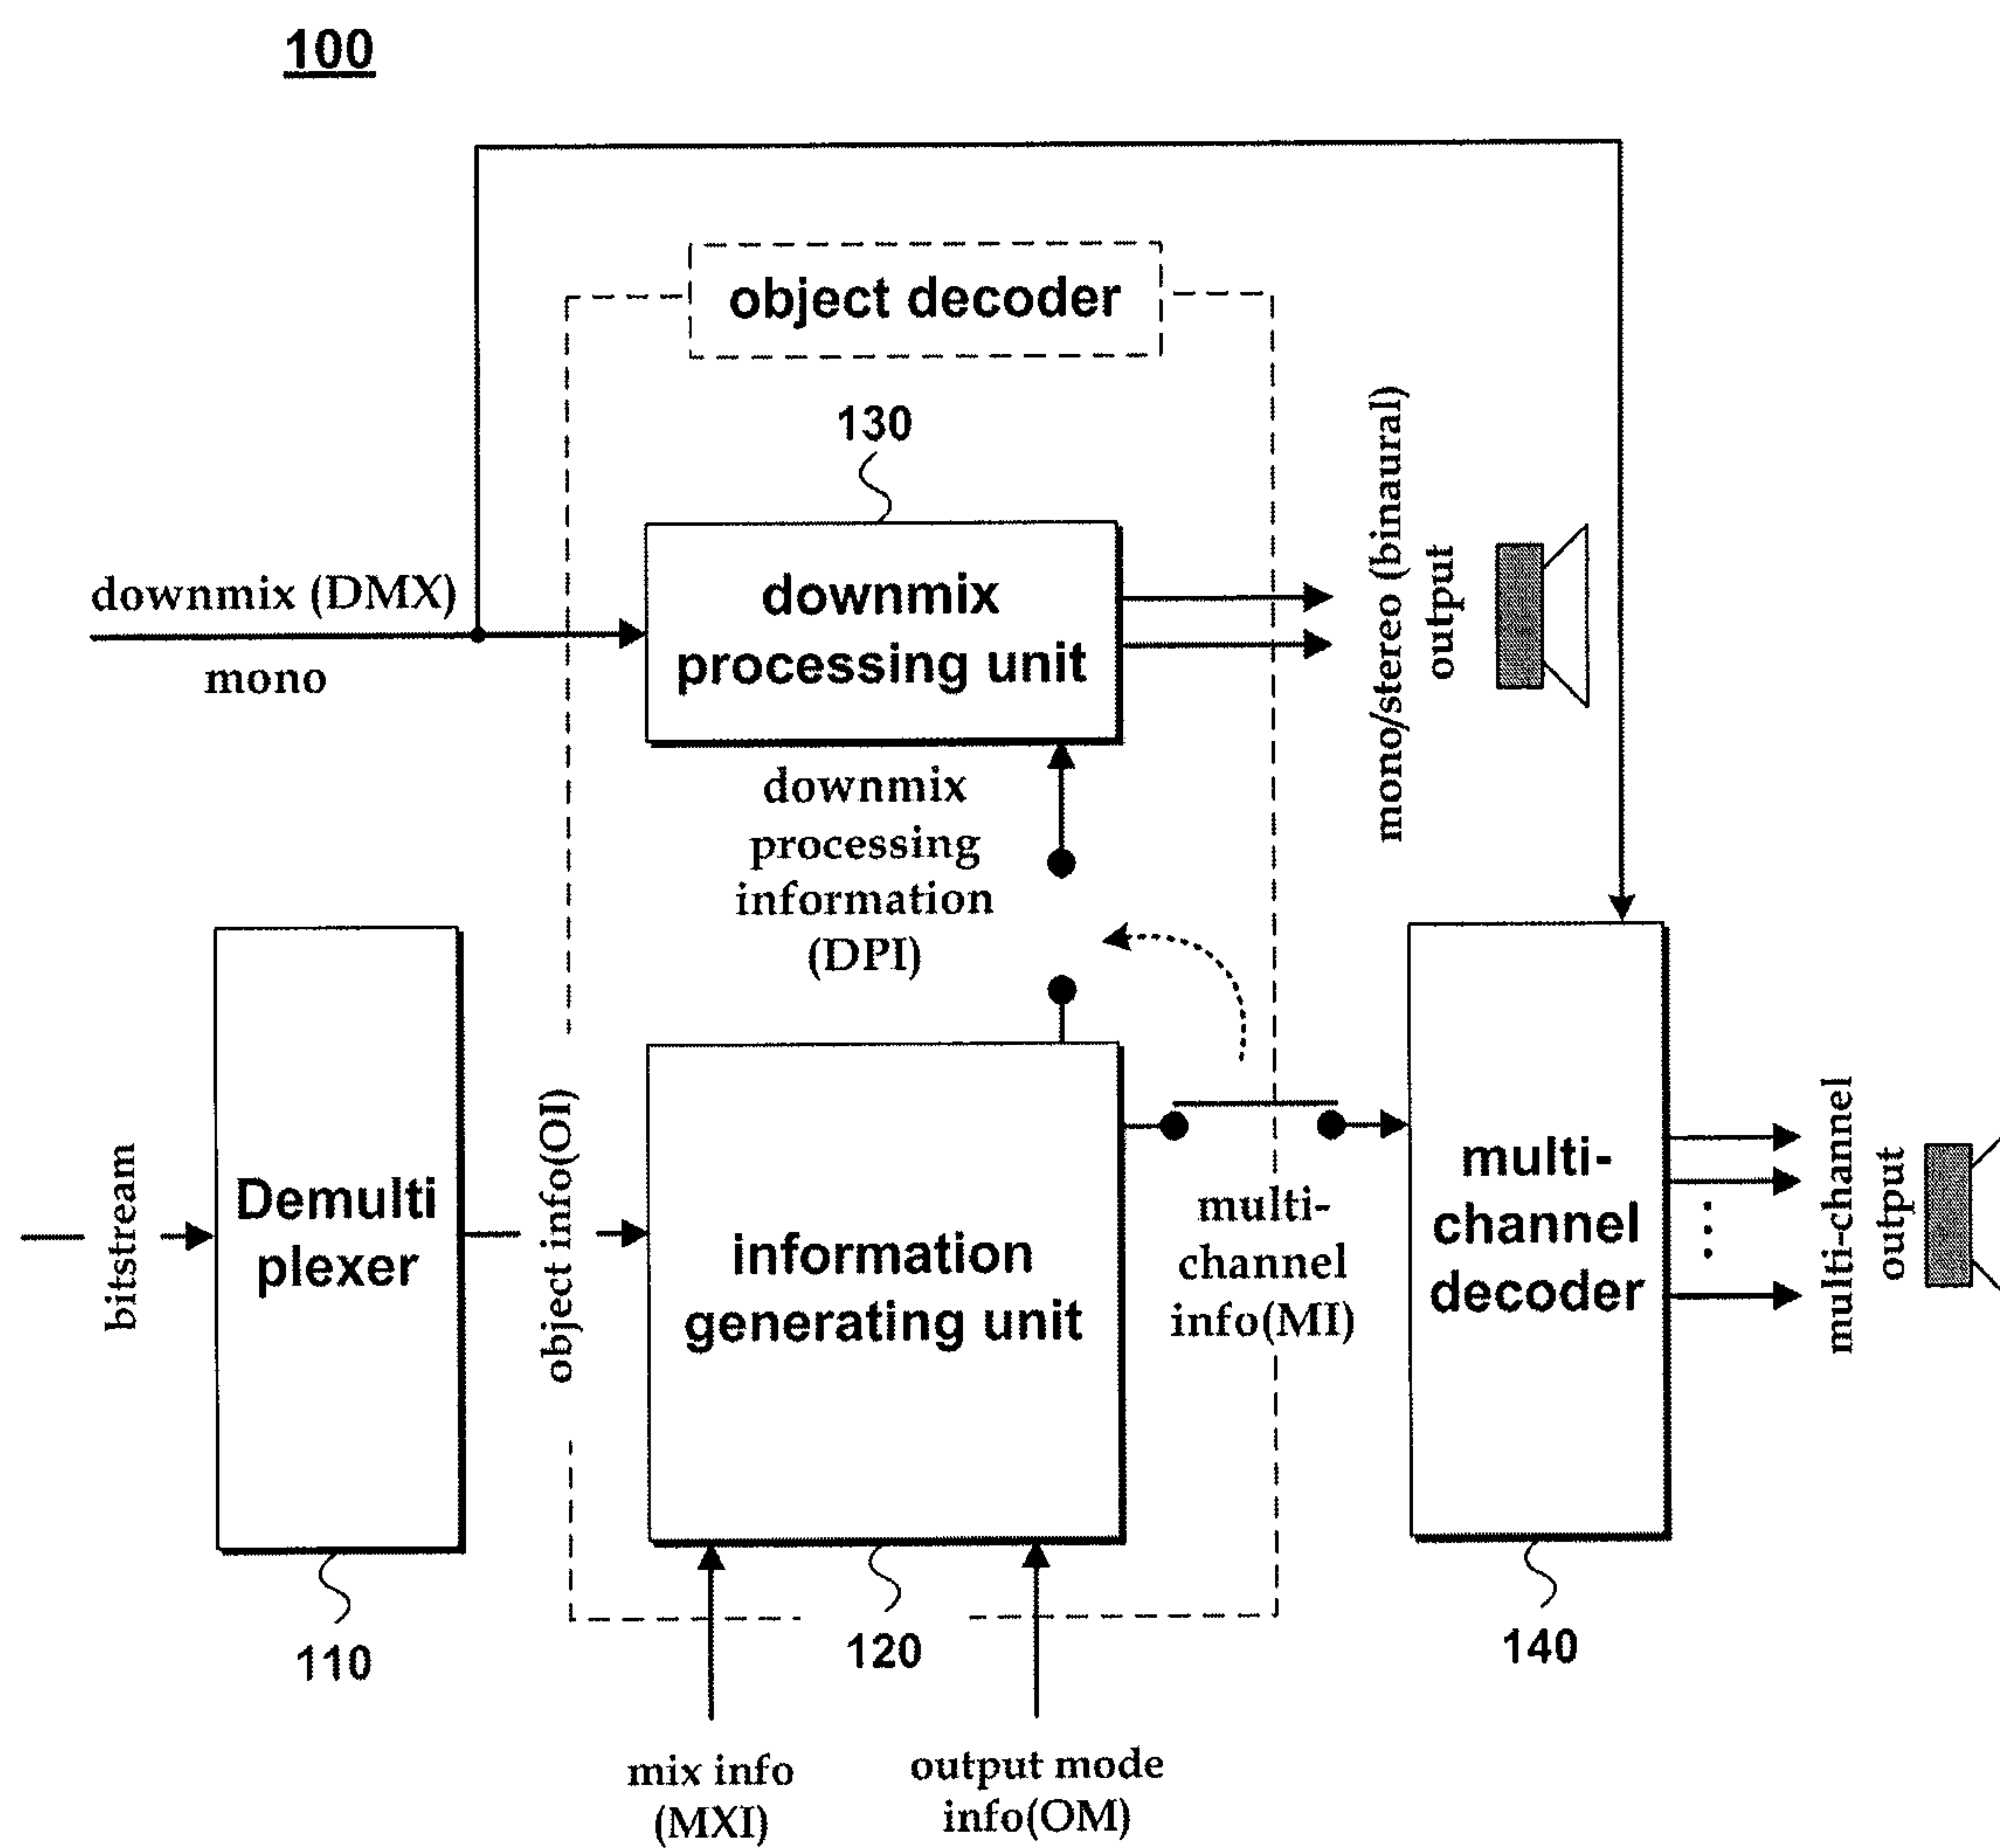 100
object decoder
130
downmix (DMX)
mono
downmix
processing unit
mono/stereo (binaural)
output
downmix
processing
information
(DPI)
bitstream
Demulti
plexer
object info(OI)
information
generating unit
multi-
channel
info(MI)
multi-
channel
decoder
multi-channel
output
110
120
140
mix info
(MXI)
output mode
info(OM)